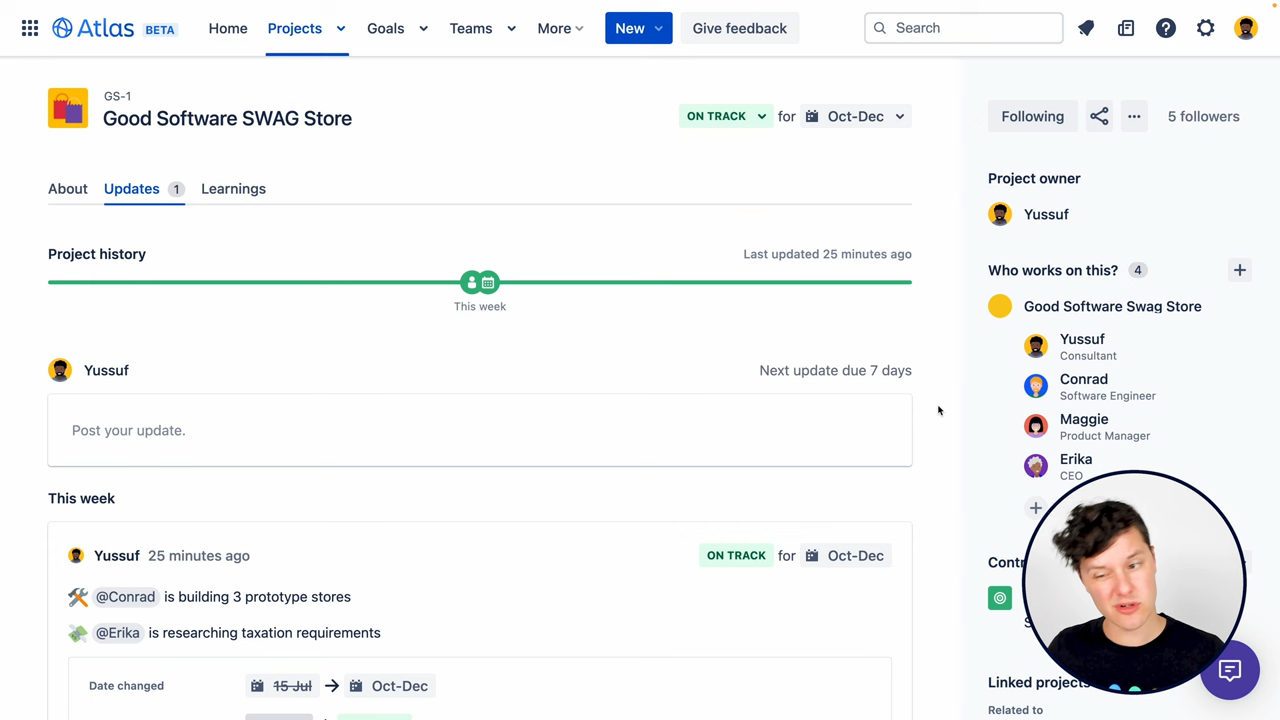 Atlas BETA Home Projects Goals Teams More New Give feedback Search
GS-1
Good Software SWAG Store
ON TRACK for Oct-Dec
Following 5 followers
About Updates 1 Learnings
Project history Last updated 25 minutes ago
This week
Yussuf Next update due 7 days
Post your update.
This week
Yussuf 25 minutes ago ON TRACK for Oct-Dec
@Conrad is building 3 prototype stores
@Erika is researching taxation requirements
Date changed 15 Jul → Oct-Dec
Project owner
Yussuf
Who works on this? 4
Good Software Swag Store
Yussuf
Consultant
Conrad
Software Engineer
Maggie
Product Manager
Erika
CEO
Linked projects
Related to